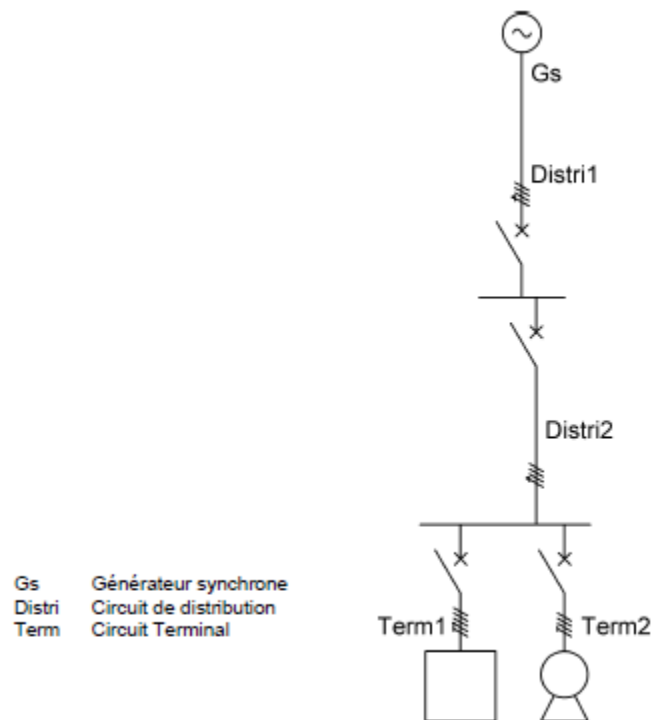 Gs
Distri1
Distri2
Gs Générateur synchrone
Distri Circuit de distribution
Term Circuit Terminal
Term1
Term2